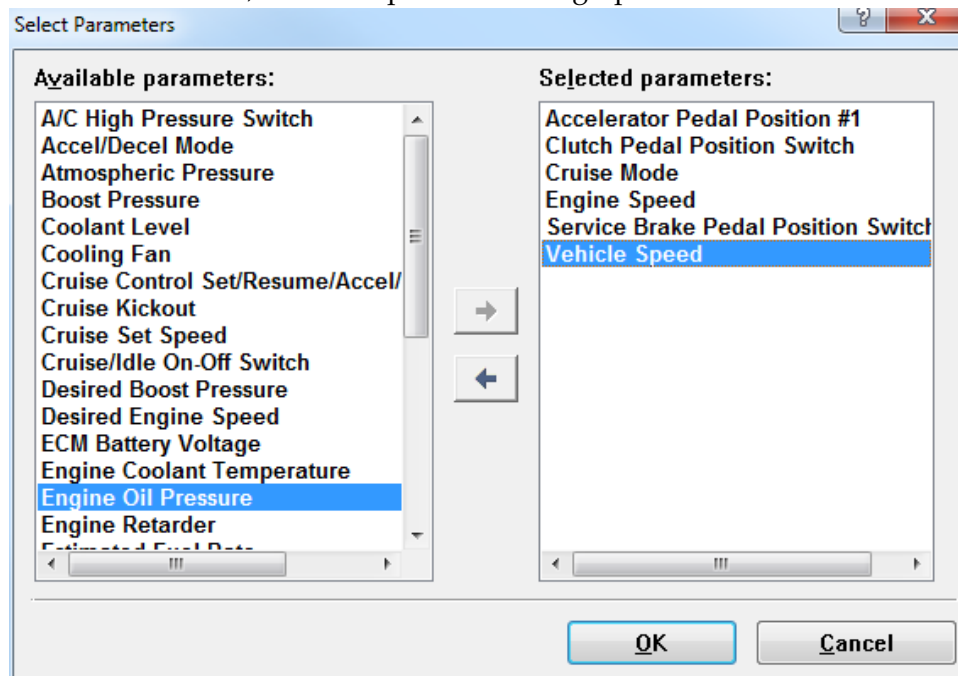 Select Parameters
?
X
Available parameters:
A/C High Pressure Switch
Accel/Decel Mode
Atmospheric Pressure
Boost Pressure
Coolant Level
Cooling Fan
Cruise Control Set/Resume/Accel/
Cruise Kickout
Cruise Set Speed
Cruise/Idle On-Off Switch
Desired Boost Pressure
Desired Engine Speed
ECM Battery Voltage
Engine Coolant Temperature
Engine Oil Pressure
Engine Retarder
Estimated Fuel Rate
Selected parameters:
Accelerator Pedal Position #1
Clutch Pedal Position Switch
Cruise Mode
Engine Speed
Service Brake Pedal Position Switch
Vehicle Speed
OK
Cancel